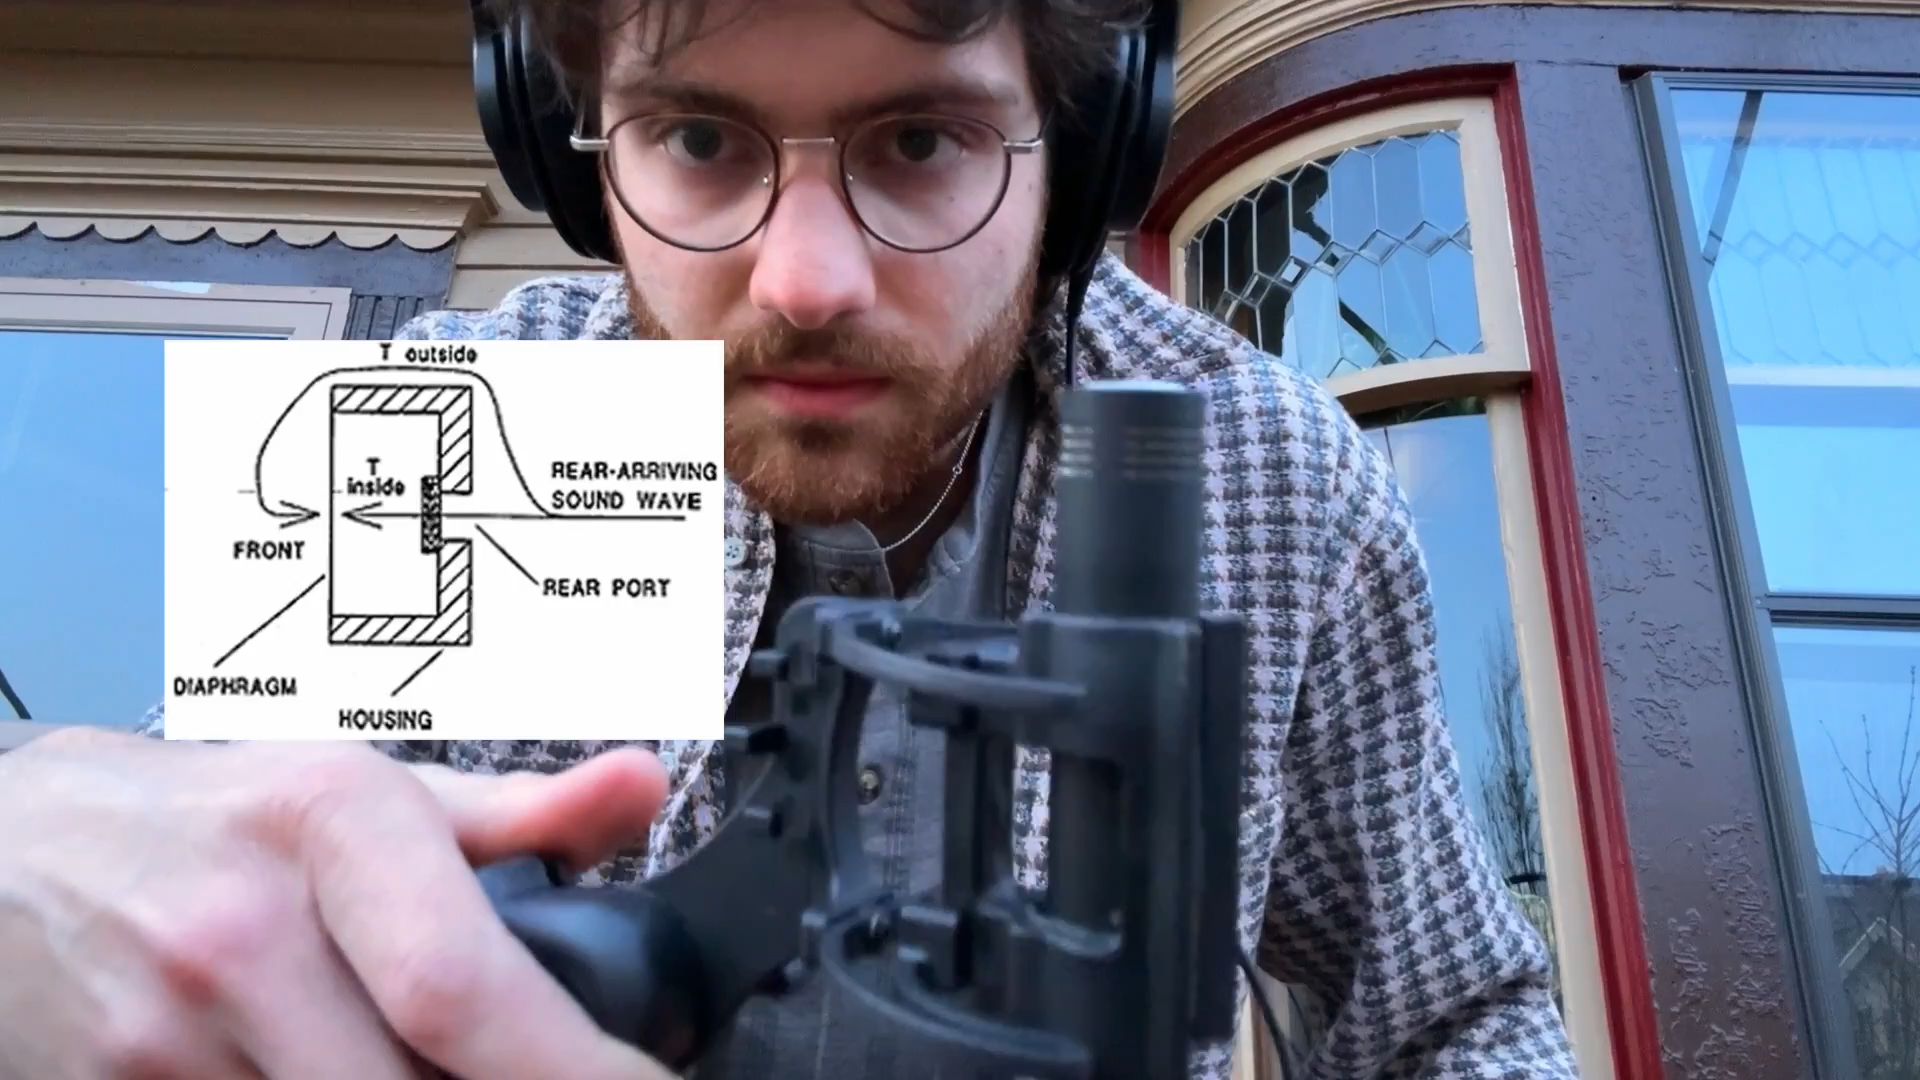 T outside
T
inside
REAR-ARRIVING
SOUND WAVE
FRONT
REAR PORT
DIAPHRAGM
HOUSING